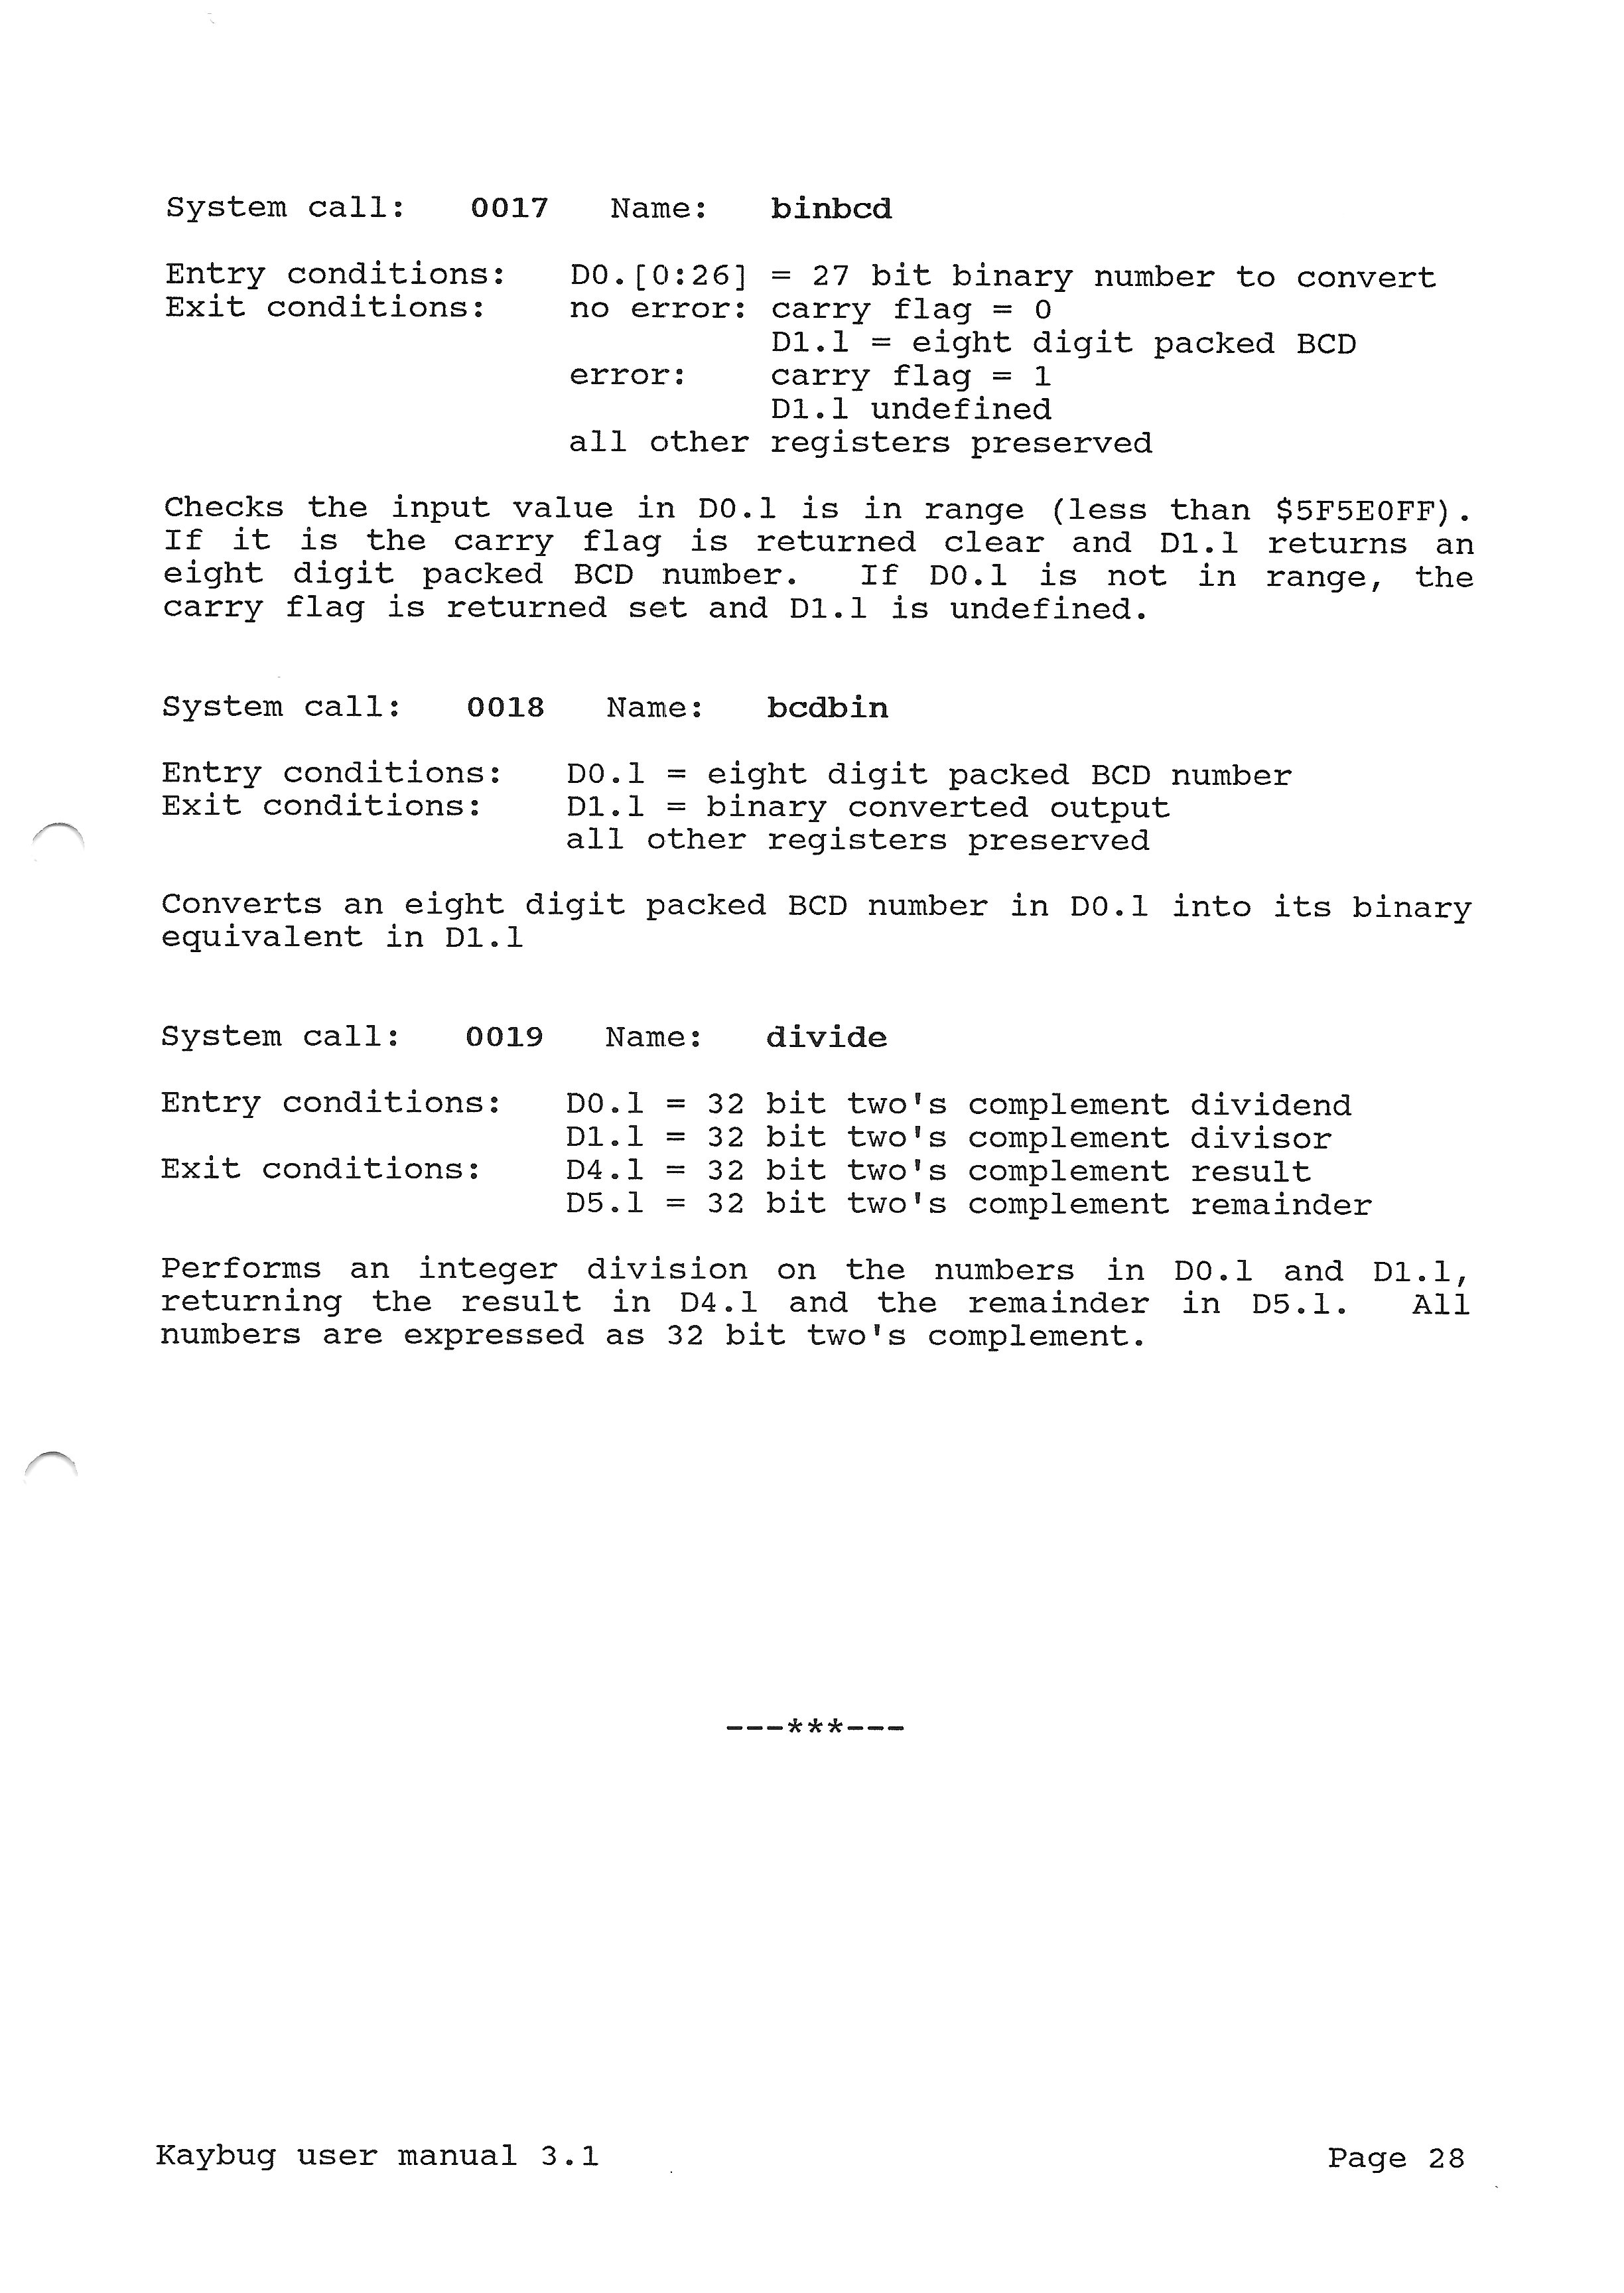 System call: 0017 Name: binbcd
Entry conditions: D0.[0:26] = 27 bit binary number to convert
Exit conditions: no error: carry flag = 0
D1.l = eight digit packed BCD
error: carry flag = 1
D1.l undefined
all other registers preserved
Checks the input value in D0.l is in range (less than $5F5E0FF).
If it is the carry flag is returned clear and D1.l returns an
eight digit packed BCD number. If D0.l is not in range, the
carry flag is returned set and D1.l is undefined.
System call: 0018 Name: bcdbin
Entry conditions: D0.l = eight digit packed BCD number
Exit conditions: D1.l = binary converted output
all other registers preserved
Converts an eight digit packed BCD number in D0.l into its binary
equivalent in D1.l
System call: 0019 Name: divide
Entry conditions: D0.l = 32 bit two's complement dividend
D1.l = 32 bit two's complement divisor
Exit conditions: D4.l = 32 bit two's complement result
D5.l = 32 bit two's complement remainder
Performs an integer division on the numbers in D0.l and D1.l,
returning the result in D4.l and the remainder in D5.l. All
numbers are expressed as 32 bit two's complement.
---***---
Kaybug user manual 3.1 Page 28